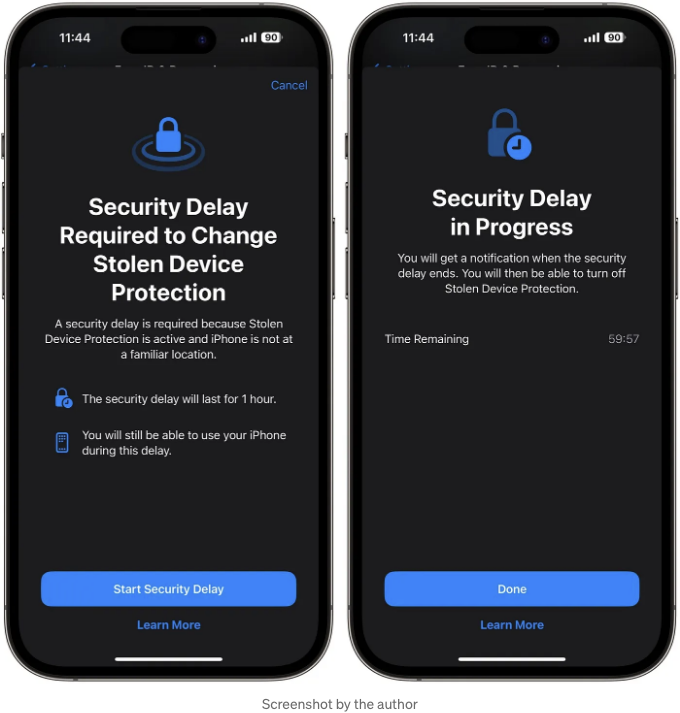 11:44
90
Cancel
Security Delay
Required to Change
Stolen Device
Protection
A security delay is required because Stolen
Device Protection is active and iPhone is not at
a familiar location.
The security delay will last for 1 hour.
You will still be able to use your iPhone
during this delay.
Start Security Delay
Learn More
11:44
90
Security Delay
in Progress
You will get a notification when the security
delay ends. You will then be able to turn off
Stolen Device Protection.
Time Remaining 59:57
Done
Learn More
Screenshot by the author